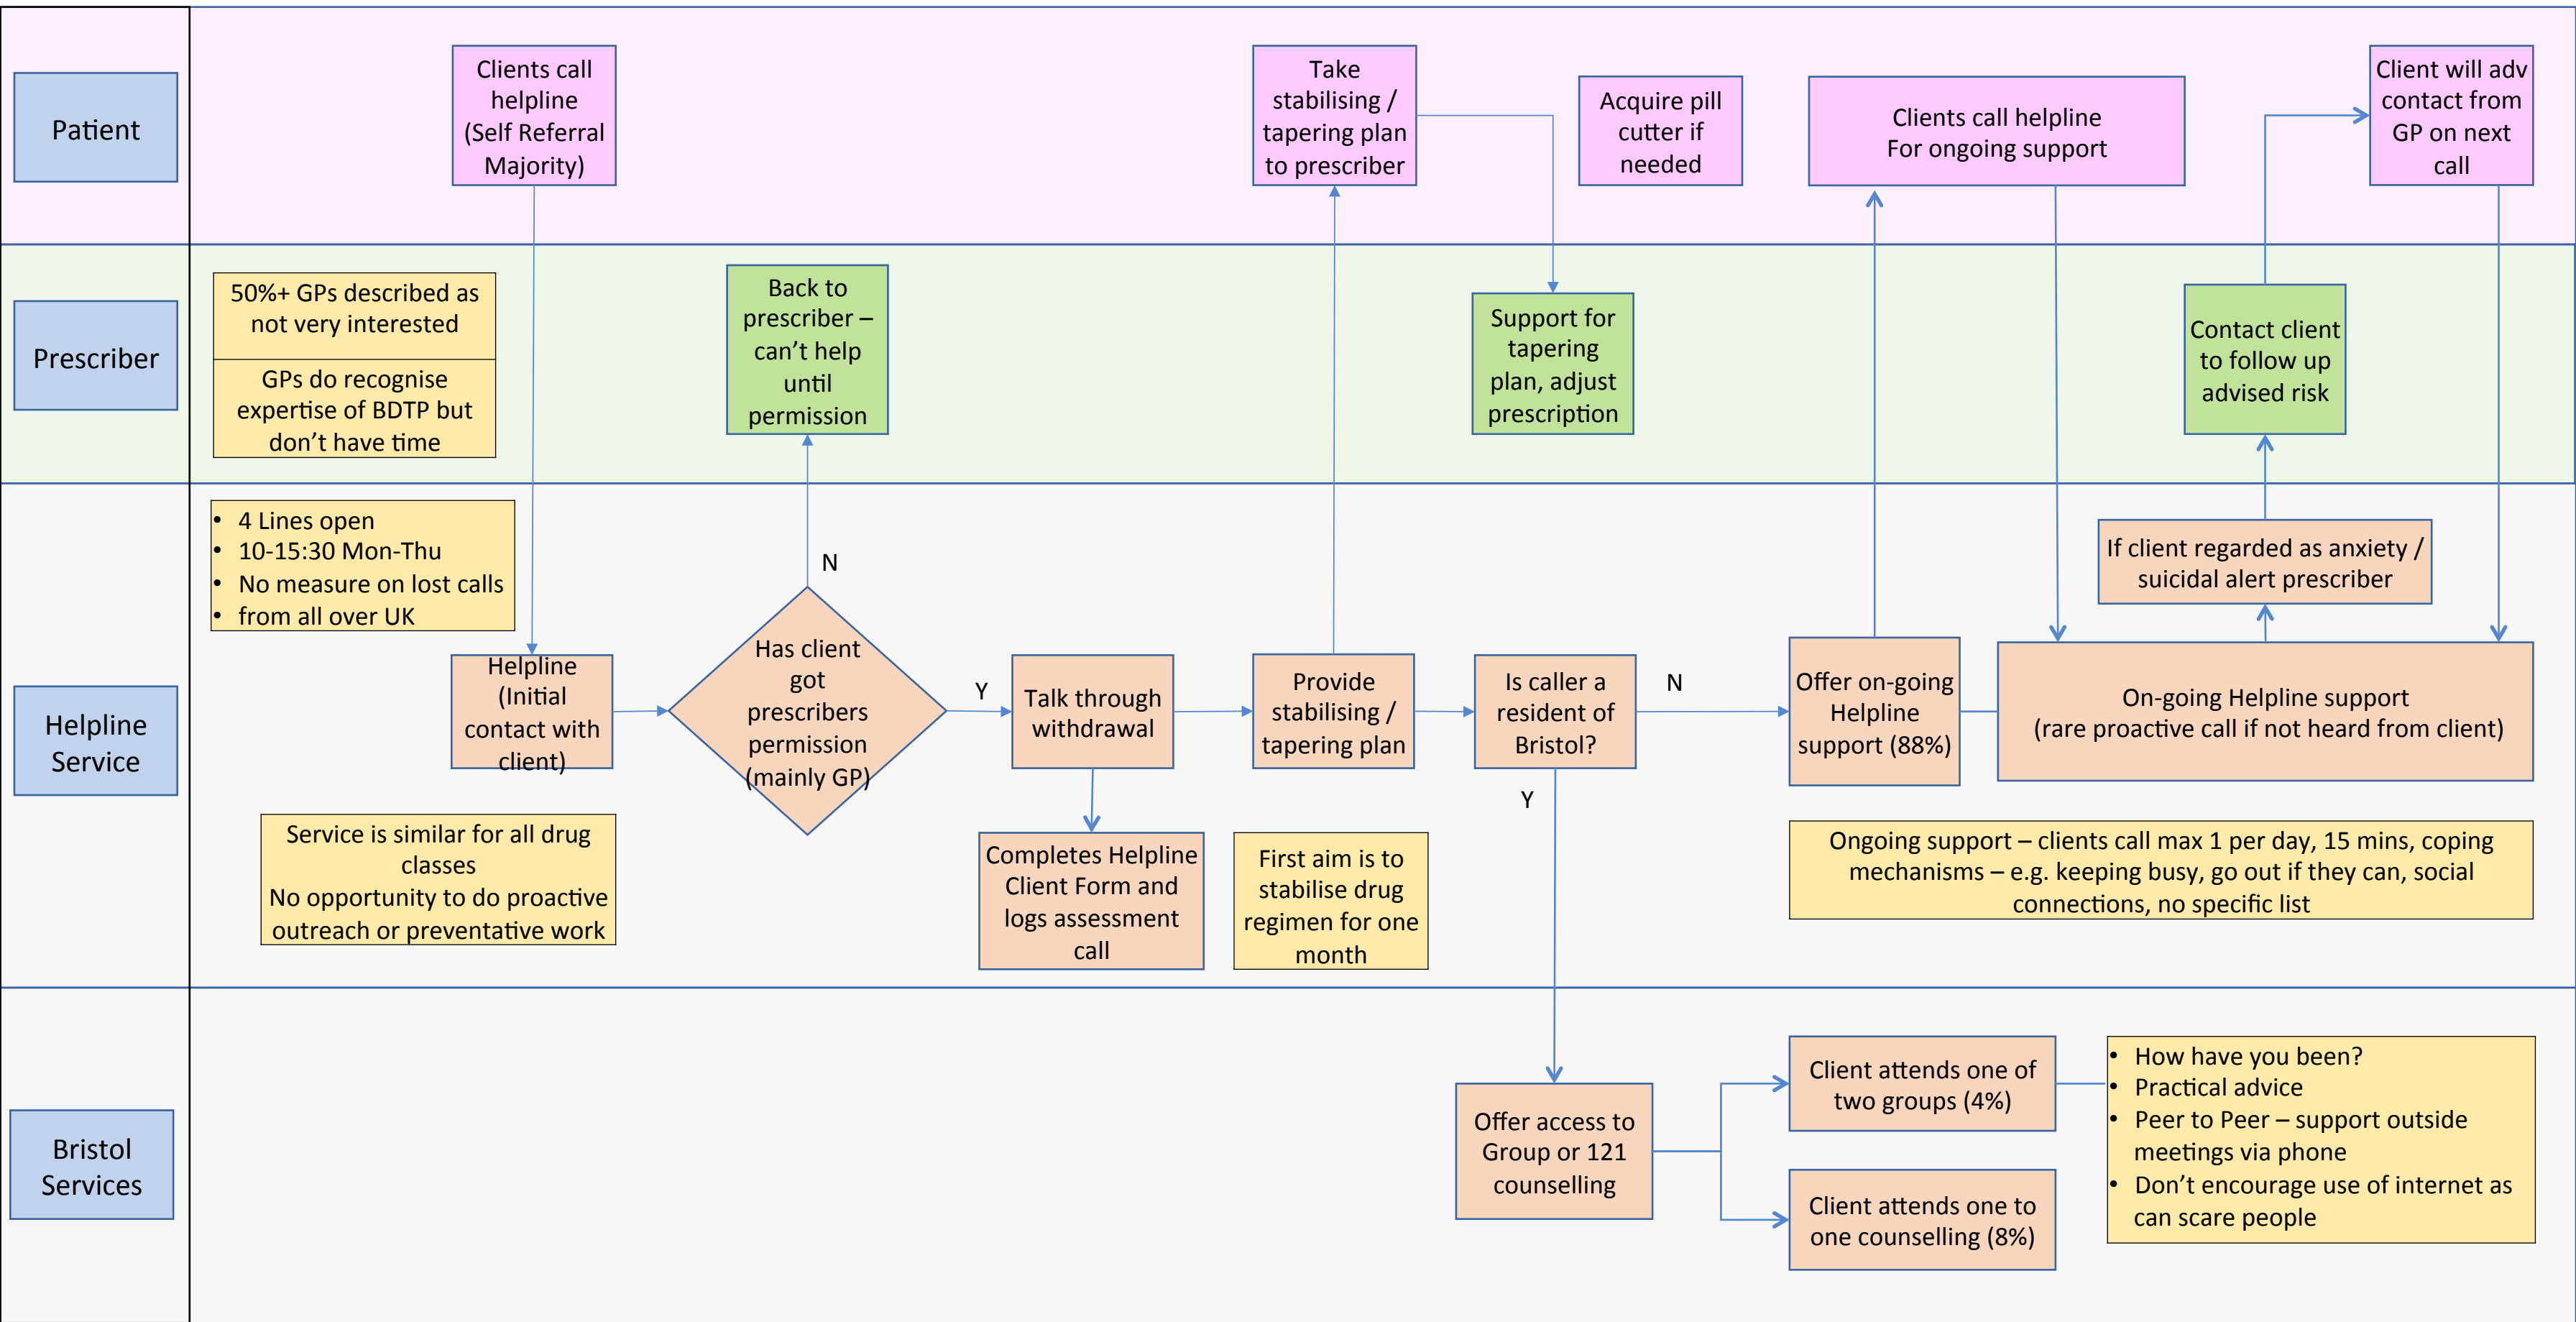 Patient
Clients call
helpline
(Self Referral
Majority)
Take
stabilising /
tapering plan
to prescriber
Acquire pill
cutter if
needed
Clients call helpline
For ongoing support
Client will adv
contact from
GP on next
call
Prescriber
50%+ GPs described as
not very interested
GPs do recognise
expertise of BDTP but
don’t have time
Back to
prescriber –
can’t help
until
permission
Support for
tapering
plan, adjust
prescription
Contact client
to follow up
advised risk
Helpline
Service
• 4 Lines open
• 10-15:30 Mon-Thu
• No measure on lost calls
• from all over UK
Helpline
(Initial
contact with
client)
N
Has client
got
prescribers
permission
(mainly GP)
Y
Talk through
withdrawal
Provide
stabilising /
tapering plan
Is caller a
resident of
Bristol?
N
Y
Offer on-going
Helpline
support (88%)
If client regarded as anxiety /
suicidal alert prescriber
On-going Helpline support
(rare proactive call if not heard from client)
Service is similar for all drug
classes
No opportunity to do proactive
outreach or preventative work
Completes Helpline
Client Form and
logs assessment
call
First aim is to
stabilise drug
regimen for one
month
Ongoing support – clients call max 1 per day, 15 mins, coping
mechanisms – e.g. keeping busy, go out if they can, social
connections, no specific list
Bristol
Services
Offer access to
Group or 121
counselling
Client attends one of
two groups (4%)
Client attends one to
one counselling (8%)
• How have you been?
• Practical advice
• Peer to Peer – support outside
meetings via phone
• Don’t encourage use of internet as
can scare people